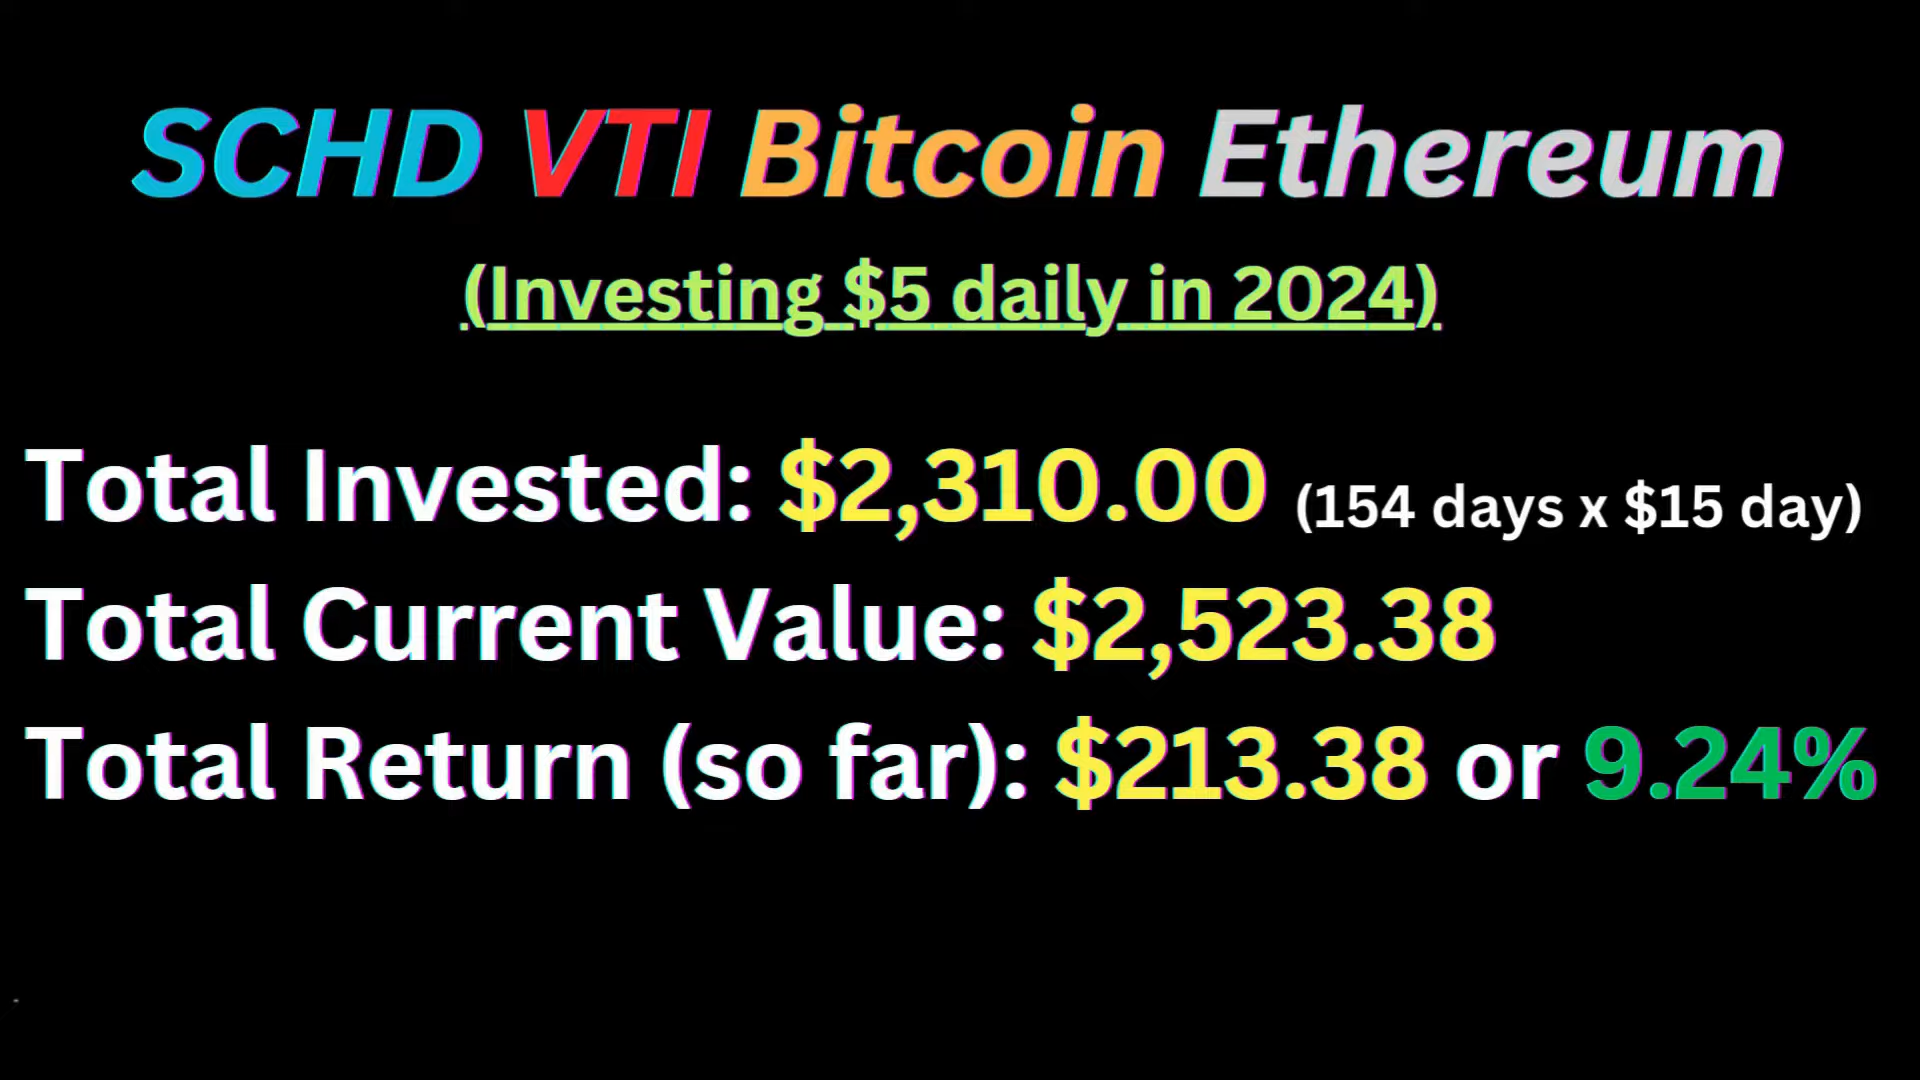 SCHD VTI Bitcoin Ethereum
(Investing $5 daily in 2024)
Total Invested: $2,310.00 (154 days x $15 day)
Total Current Value: $2,523.38
Total Return (so far): $213.38 or 9.24%